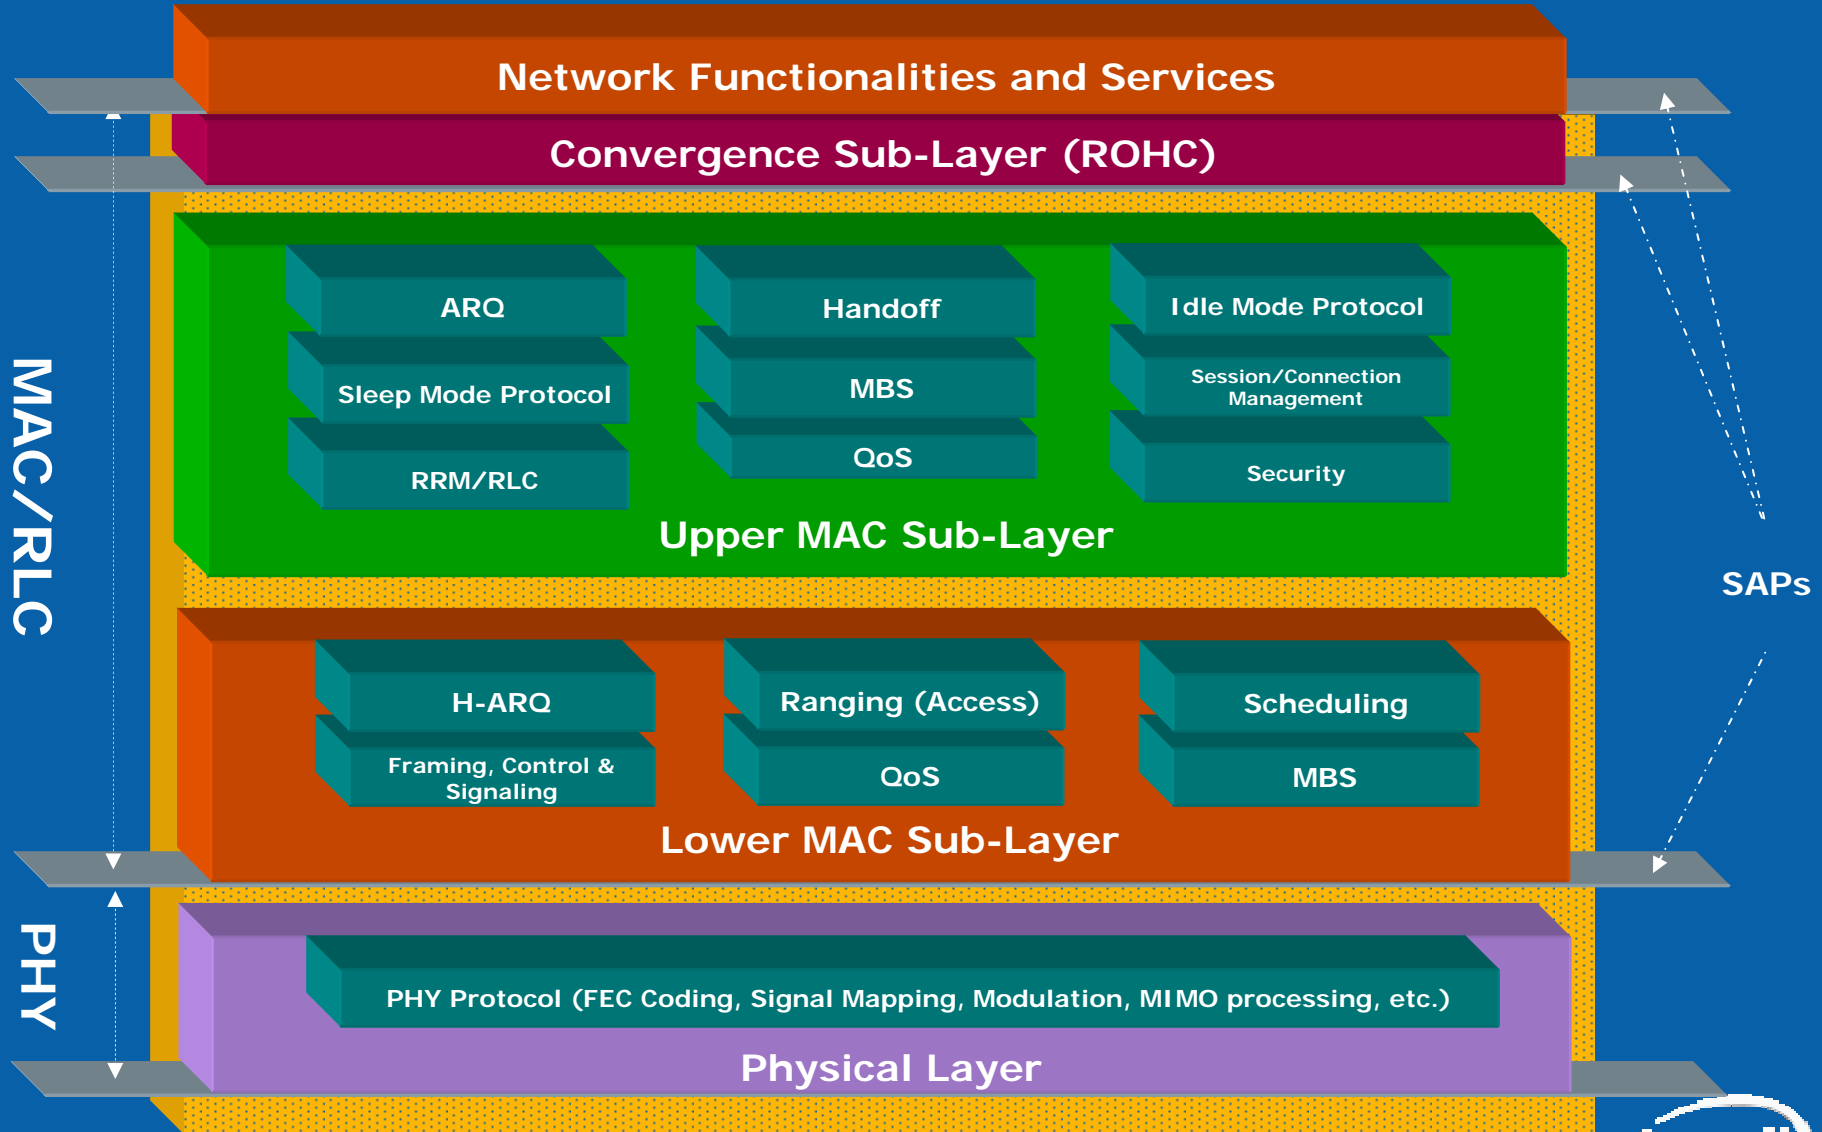 Network Functionalities and Services
Convergence Sub-Layer (ROHC)
ARQ
Handoff
Idle Mode Protocol
Sleep Mode Protocol
MBS
Session/Connection
Management
RRM/RLC
QoS
Security
Upper MAC Sub-Layer
MAC/RLC
SAPs
H-ARQ
Ranging (Access)
Scheduling
Framing, Control &
Signaling
QoS
MBS
Lower MAC Sub-Layer
PHY
PHY Protocol (FEC Coding, Signal Mapping, Modulation, MIMO processing, etc.)
Physical Layer